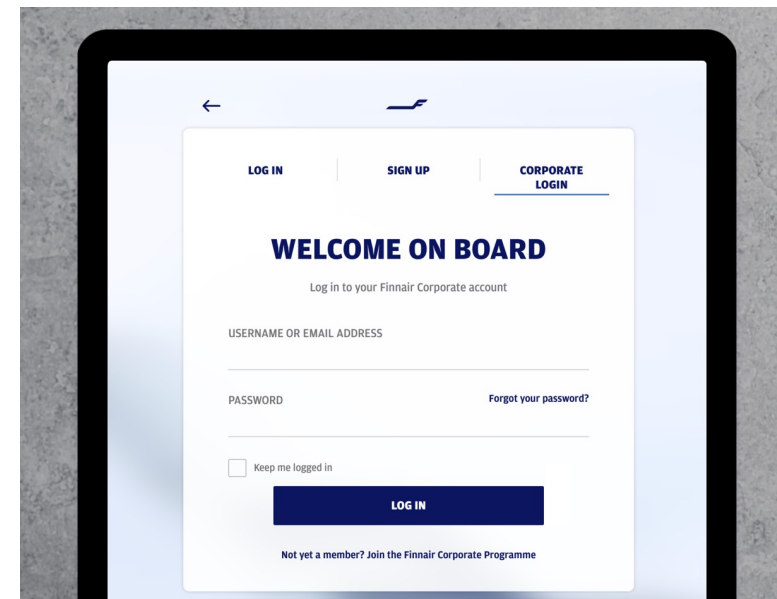 LOG IN
SIGN UP
CORPORATE
LOGIN
WELCOME ON BOARD
Log in to your Finnair Corporate account
USERNAME OR EMAIL ADDRESS
PASSWORD
Forgot your password?
Keep me logged in
LOG IN
Not yet a member? Join the Finnair Corporate Programme